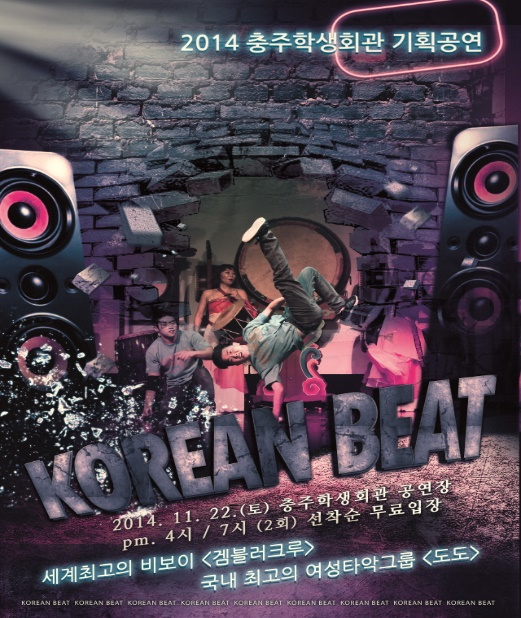 2014 충주학생회관 기획공연
KOREAN BEAT
2014. 11. 22.(토) 충주학생회관 공연장
pm. 4시 / 7시 (2회) 선착순 무료입장
세계최고의 비보이 <겜블러크루>
국내 최고의 여성타악그룹 <도도>
KOREAN BEAT KOREAN BEAT KOREAN BEAT KOREAN BEAT KOREAN BEAT KOREAN BEAT KOREAN BEAT KOREAN BEAT KOREAN BEAT